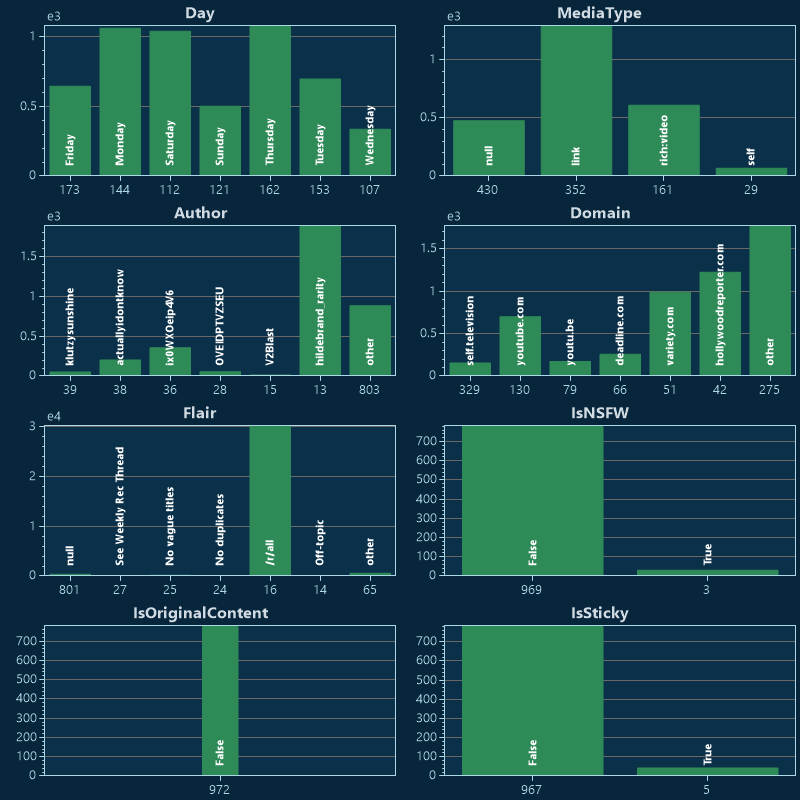 Day
1e3
1
0.5
0
Friday
Monday
Saturday
Sunday
Thursday
Tuesday
Wednesday
173 144 112 121 162 153 107
MediaType
e3
1
0.5
0
null
link
rich:video
self
430 352 161 29
Author
e3
1.5
1
0.5
0
klutzysunshine
actuallyidontknow
Ix0WXOeip4V6
OVEIDPTVZSEU
V2Blast
hildebrand_rarity
other
39 38 36 28 15 13 803
Domain
e3
1.5
1
0.5
0
self.television
youtube.com
youtu.be
deadline.com
variety.com
hollywoodreporter.com
other
329 130 79 66 51 42 275
Flair
e4
3
2
1
0
null
See Weekly Rec Thread
No vague titles
No duplicates
/r/all
Off-topic
other
801 27 25 24 16 14 65
IsNSFW
700
600
500
400
300
200
100
0
False
True
969 3
IsOriginalContent
700
600
500
400
300
200
100
0
False
972
IsSticky
700
600
500
400
300
200
100
0
False
True
967 5